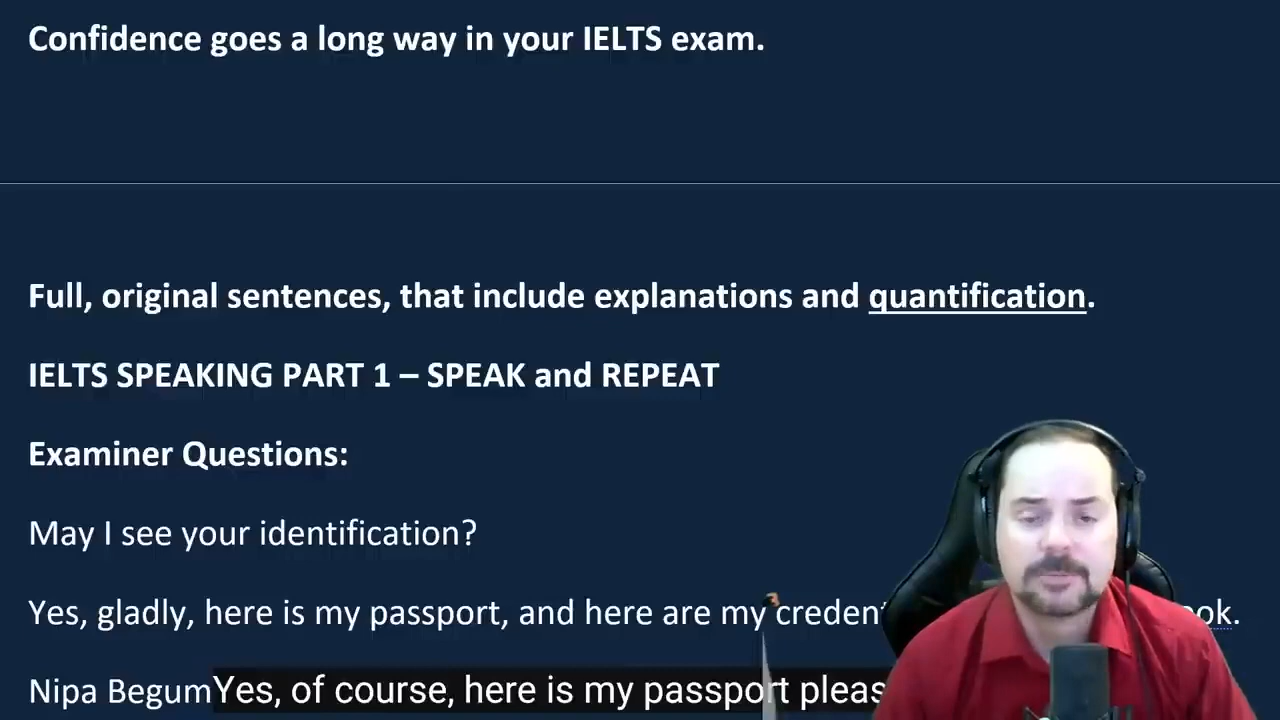 Confidence goes a long way in your IELTS exam.
Full, original sentences, that include explanations and quantification.
IELTS SPEAKING PART 1 – SPEAK and REPEAT
Examiner Questions:
May I see your identification?
Yes, gladly, here is my passport, and here are my
Nipa Begum
Yes, of course, here is my passport